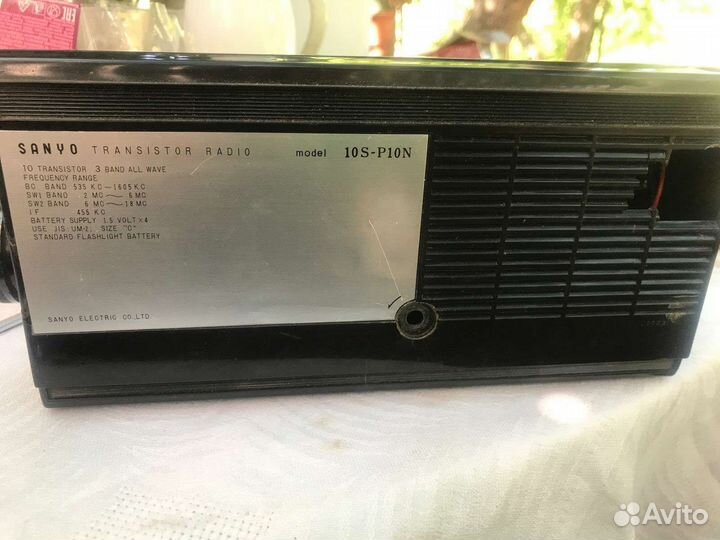 SANYO TRANSISTOR RADIO model 10S-P10N
10 TRANSISTOR 3 BAND ALL WAVE
FREQUENCY RANGE
BC BAND 535 KC ~ 1605 KC
SW1 BAND 2 MC ~ 6 MC
SW2 BAND 6 MC ~ 18 MC
I F 455 KC
BATTERY SUPPLY 1.5 VOLT×4
USE JIS: UM-2, SIZE "C"
STANDARD FLASHLIGHT BATTERY
SANYO ELECTRIC CO.,LTD.
EAC
Avito